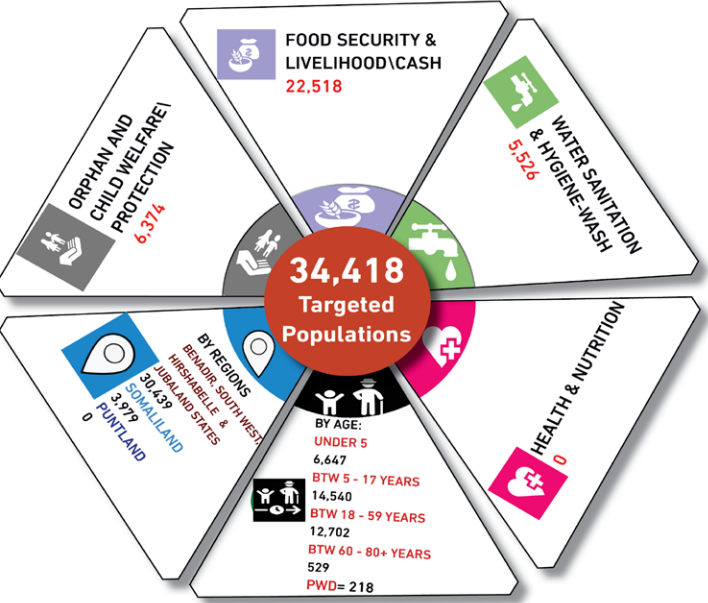 FOOD SECURITY &
LIVELIHOOD\CASH
22,518
ORPHAN AND
CHILD WELFARE\
PROTECTION
6,374
WATER SANITATION
& HYGIENE-WASH
5,526
34,418
Targeted
Populations
BY REGIONS
BENADIR, SOUTH WEST,
HIRSHABELLE &
JUBALAND STATES
30,439
SOMALILAND
3,979
PUNTLAND
0
HEALTH & NUTRITION
0
BY AGE:
UNDER 5
6,647
BTW 5 - 17 YEARS
14,540
BTW 18 - 59 YEARS
12,702
BTW 60 - 80+ YEARS
529
PWD= 218